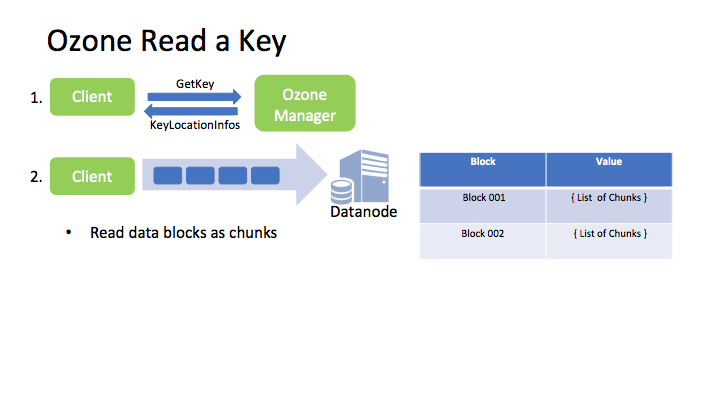 Ozone Read a Key
1.
Client
GetKey
KeyLocationInfos
Ozone
Manager
2.
Client
Datanode
• Read data blocks as chunks
Block Value
Block 001 { List of Chunks }
Block 002 { List of Chunks }